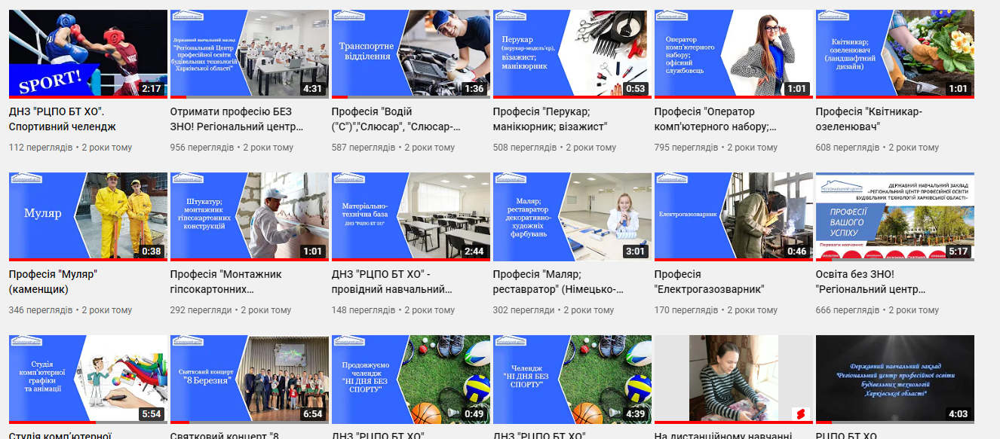 SPORT!
2:17
Державний навчальний заклад
"Регіональний Центр
професійної освіти
будівельних технологій
Харківської області"
4:31
Транспортне
відділення
1:36
Перукар
(перукар-модельєр),
візажист;
манікюрник
0:53
Оператор
комп'ютерного
набору;
офісний
службовець
1:01
Квітникар;
озеленювач
(ландшафтний
дизайн)
1:01
ДНЗ "РЦПО БТ ХО".
Спортивний челендж
112 переглядів • 2 роки тому
Отримати професію БЕЗ
ЗНО! Регіональний центр…
956 переглядів • 2 роки тому
Професія "Водій
("С")","Слюсар", "Слюсар-…
587 переглядів • 2 роки тому
Професія "Перукар;
манікюрник; візажист"
508 переглядів • 2 роки тому
Професія "Оператор
комп'ютерного набору;…
795 переглядів • 2 роки тому
Професія "Квітникар-
озеленювач"
608 переглядів • 2 роки тому
Муляр
0:38
Штукатур;
монтажник
гіпсокартонних
конструкцій
1:01
Матеріально-
технічна база
ДНЗ "РЦПО БТ ХО"
2:44
Маляр;
реставратор
декоративно-
художніх
фарбувань
3:01
Електрогазозварник
0:46
РЕГІОНАЛЬНИЙ ЦЕНТР
ДЕРЖАВНИЙ НАВЧАЛЬНИЙ ЗАКЛАД
«РЕГІОНАЛЬНИЙ ЦЕНТР ПРОФЕСІЙНОЇ ОСВІТИ
БУДІВЕЛЬНИХ ТЕХНОЛОГІЙ ХАРКІВСЬКОЇ ОБЛАСТІ»
ПРОФЕСІЇ
ВАШОГО
УСПІХУ
Переваги навчання:
5:17
Професія "Муляр"
(каменщик)
346 переглядів • 2 роки тому
Професія "Монтажник
гіпсокартонних…
292 перегляди • 2 роки тому
ДНЗ "РЦПО БТ ХО" -
провідний навчальний…
148 переглядів • 2 роки тому
Професія "Маляр;
реставратор" (Німецько-…
302 перегляди • 2 роки тому
Професія
"Електрогазозварник"
170 переглядів • 2 роки тому
Освіта без ЗНО!
"Регіональний центр…
666 переглядів • 2 роки тому
Студія
комп'ютерної
графіки
та анімації
5:54
Святковий концерт
"8 Березня"
6:54
Продовжуємо
челендж
"НІ ДНЯ БЕЗ
СПОРТУ"
0:49
Челендж
"НІ ДНЯ БЕЗ
СПОРТУ"
4:39
Державний навчальний заклад
"Регіональний центр професійної освіти
будівельних технологій
Харківської області"
4:03
Студія комп'ютерної
Святковий концерт "8
ДНЗ "РЦПО БТ ХО"
ДНЗ "РЦПО БТ ХО"
На дистанційному навчанні
РЦПО БТ ХО